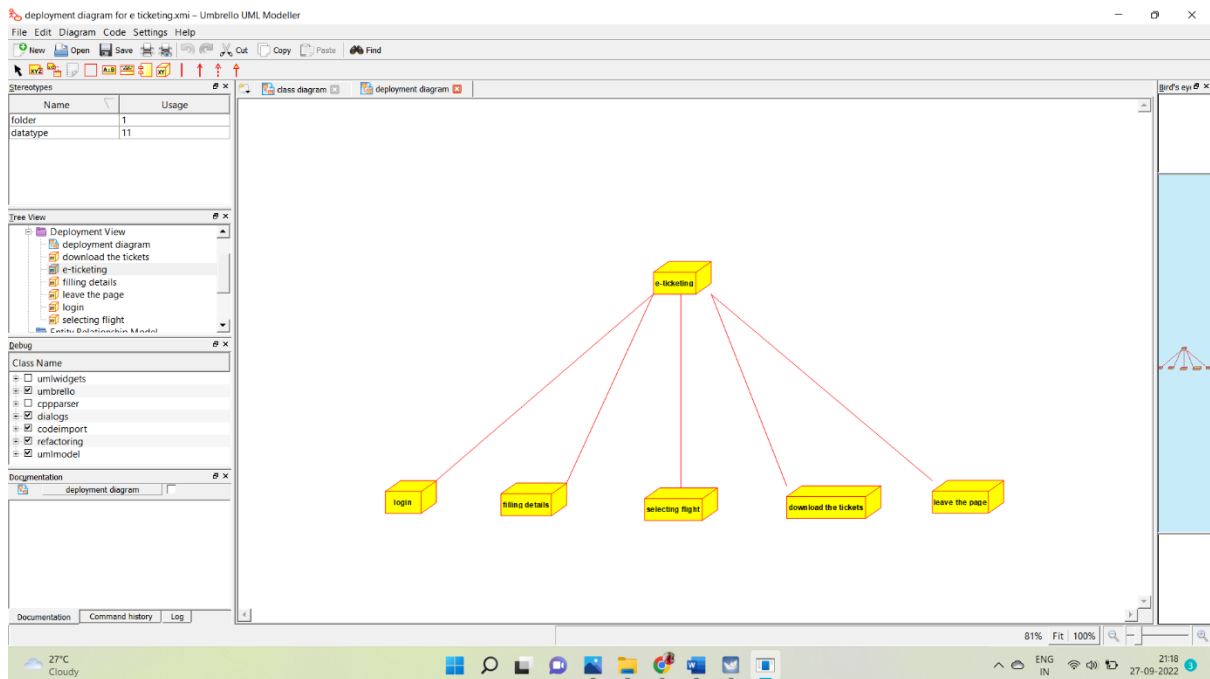 deployment diagram for e ticketing.xmi – Umbrello UML Modeller
File Edit Diagram Code Settings Help
New Open Save Cut Copy Paste Find
Stereotypes
Name Usage
folder 1
datatype 11
Tree View
Deployment View
deployment diagram
download the tickets
e-ticketing
filling details
leave the page
login
selecting flight
Entity Relationship Model
Debug
Class Name
umlwidgets
umbrello
cppparser
dialogs
codeimport
refactoring
umlmodel
Documentation
deployment diagram
Documentation Command history Log
class diagram deployment diagram
e-ticketing
login
filling details
selecting flight
download the tickets
leave the page
Bird's eye
81% Fit 100%
27°C
Cloudy
ENG
IN
21:18
27-09-2022
3